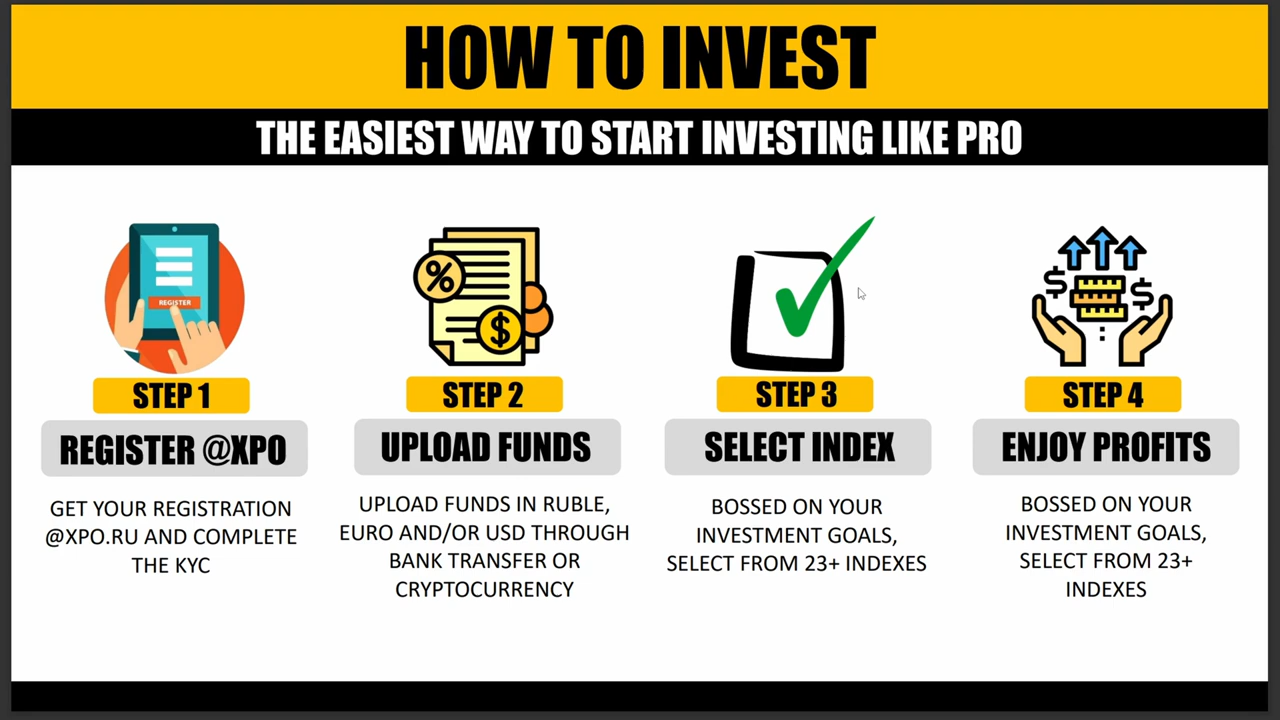 HOW TO INVEST
THE EASIEST WAY TO START INVESTING LIKE PRO
REGISTER
%
$
$
$
STEP 1
REGISTER @XPO
GET YOUR REGISTRATION
@XPO.RU AND COMPLETE
THE KYC
STEP 2
UPLOAD FUNDS
UPLOAD FUNDS IN RUBLE,
EURO AND/OR USD THROUGH
BANK TRANSFER OR
CRYPTOCURRENCY
STEP 3
SELECT INDEX
BOSSED ON YOUR
INVESTMENT GOALS,
SELECT FROM 23+ INDEXES
STEP 4
ENJOY PROFITS
BOSSED ON YOUR
INVESTMENT GOALS,
SELECT FROM 23+
INDEXES